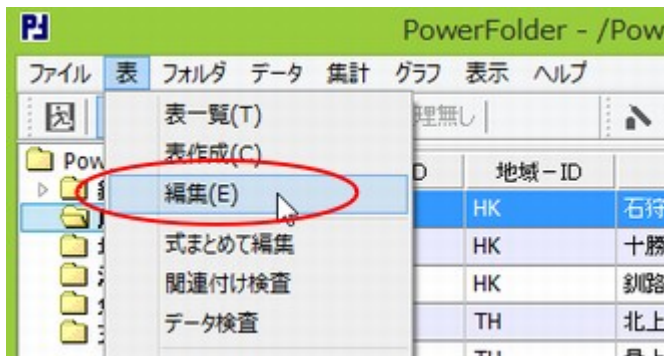 PowerFolder - /Pow
ファイル 表 フォルダ データ 集計 グラフ 表示 ヘルプ
表一覧(T)
理無し
表作成(C)
Pow
D 地域－ID
編集(E)
HK 石狩
式まとめて編集
HK 十勝
関連付け検査
HK 釧路
データ検査
TH 北上
TH 最上